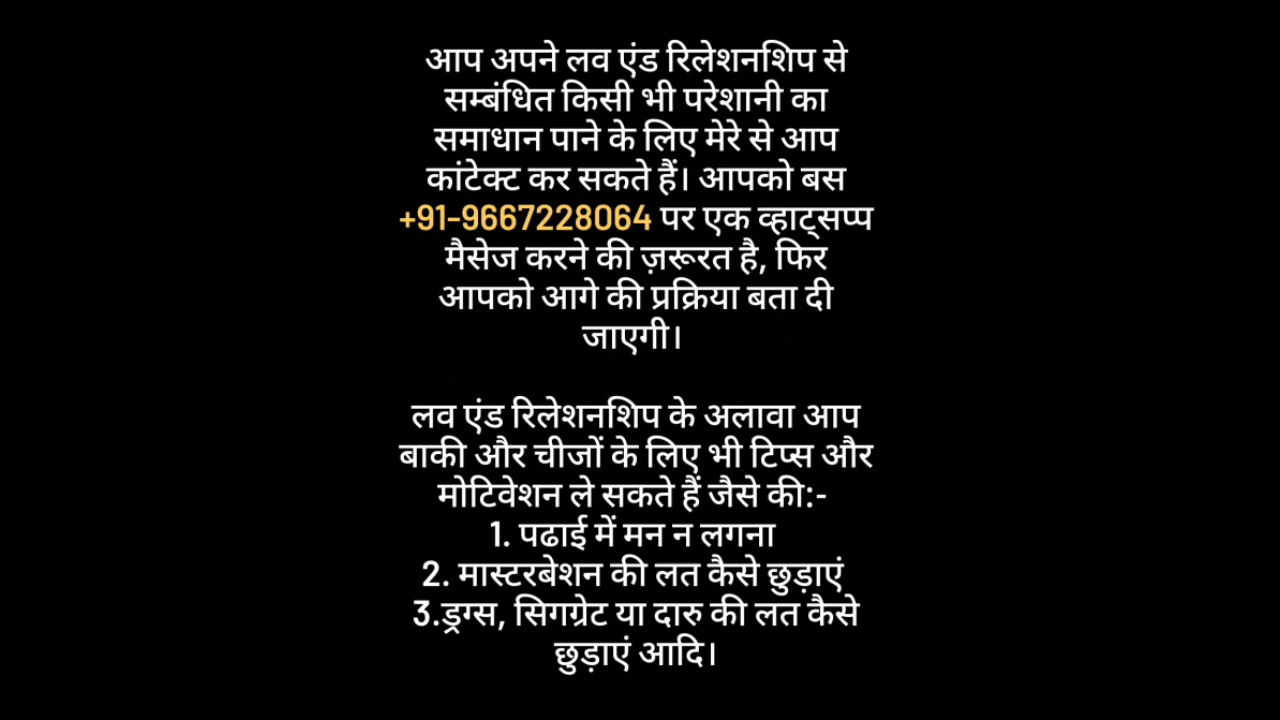 आप अपने लव एंड रिलेशनशिप से
सम्बंधित किसी भी परेशानी का
समाधान पाने के लिए मेरे से आप
कांटेक्ट कर सकते हैं। आपको बस
+91-9667228064 पर एक व्हाट्सप्प
मैसेज करने की ज़रूरत है, फिर
आपको आगे की प्रक्रिया बता दी
जाएगी।
लव एंड रिलेशनशिप के अलावा आप
बाकी और चीजों के लिए भी टिप्स और
मोटिवेशन ले सकते हैं जैसे की:-
1. पढाई में मन न लगना
2. मास्टरबेशन की लत कैसे छुड़ाएं
3.ड्रग्स, सिगग्रेट या दारु की लत कैसे
छुड़ाएं आदि।